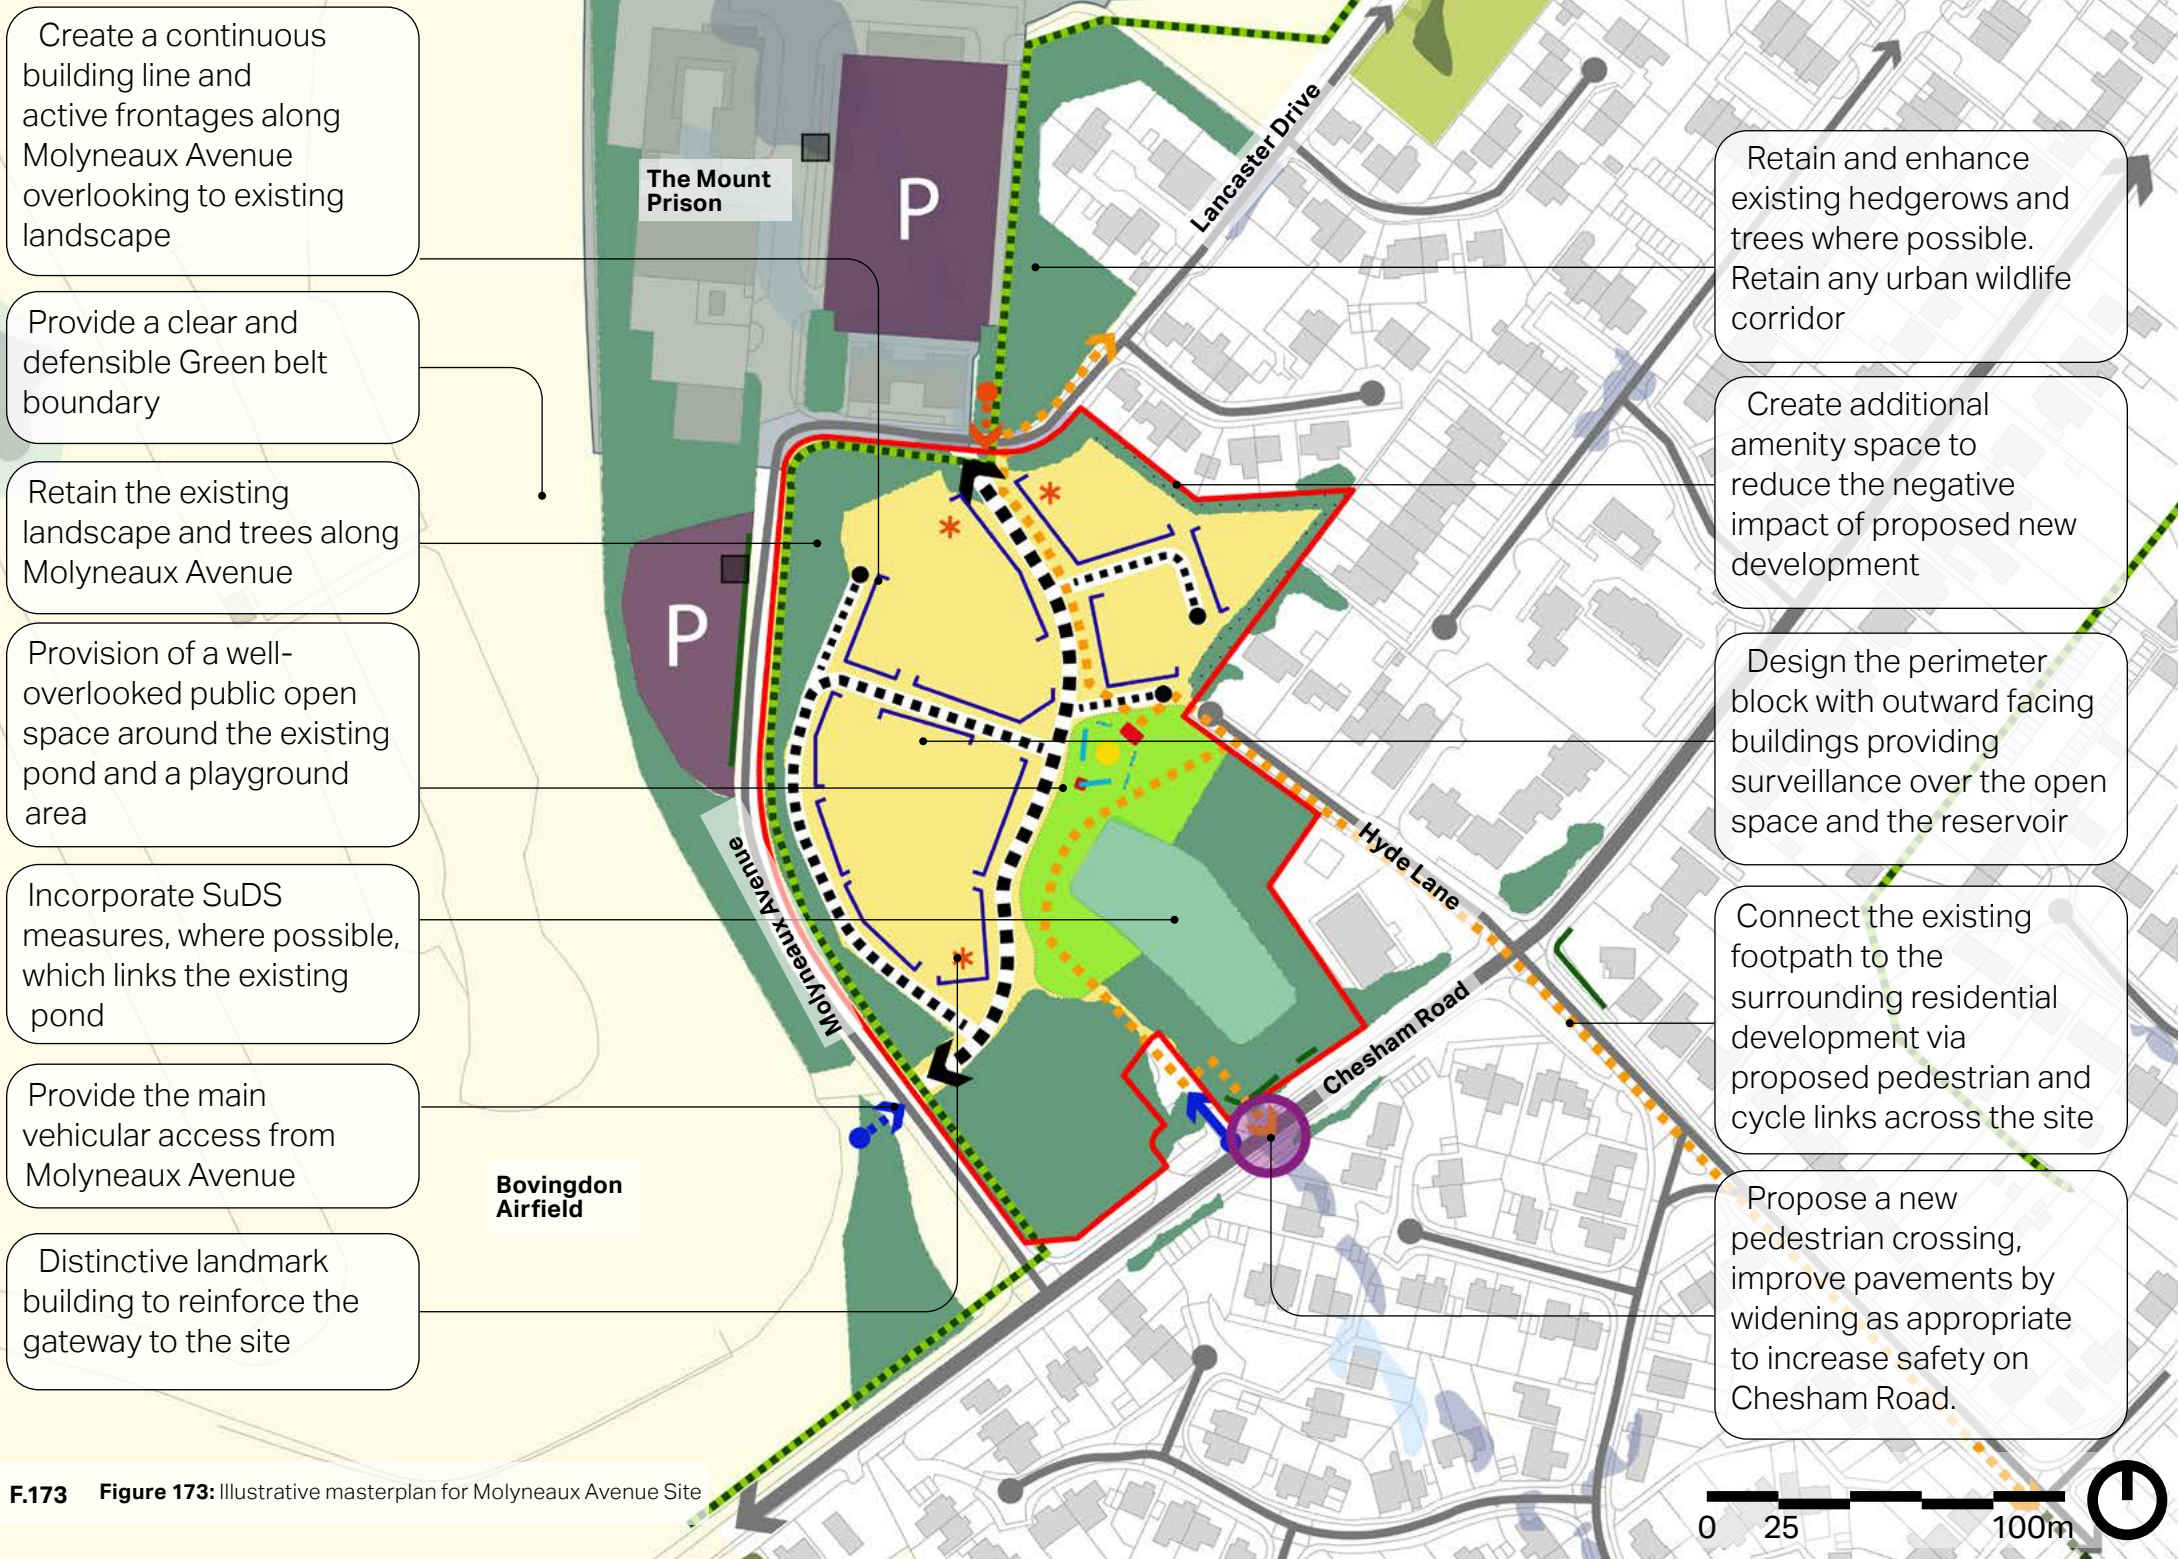 Create a continuous
building line and
active frontages along
Molyneaux Avenue
overlooking to existing
landscape
Provide a clear and
defensible Green belt
boundary
Retain the existing
landscape and trees along
Molyneaux Avenue
Provision of a well-
overlooked public open
space around the existing
pond and a playground
area
Incorporate SuDS
measures, where possible,
which links the existing
pond
Provide the main
vehicular access from
Molyneaux Avenue
Distinctive landmark
building to reinforce the
gateway to the site
The Mount
Prison
P
P
Lancaster Drive
Molyneaux Avenue
Hyde Lane
Chesham Road
Bovingdon
Airfield
Retain and enhance
existing hedgerows and
trees where possible.
Retain any urban wildlife
corridor
Create additional
amenity space to
reduce the negative
impact of proposed new
development
Design the perimeter
block with outward facing
buildings providing
surveillance over the open
space and the reservoir
Connect the existing
footpath to the
surrounding residential
development via
proposed pedestrian and
cycle links across the site
Propose a new
pedestrian crossing,
improve pavements by
widening as appropriate
to increase safety on
Chesham Road.
F.173 Figure 173: Illustrative masterplan for Molyneaux Avenue Site
0 25 100m